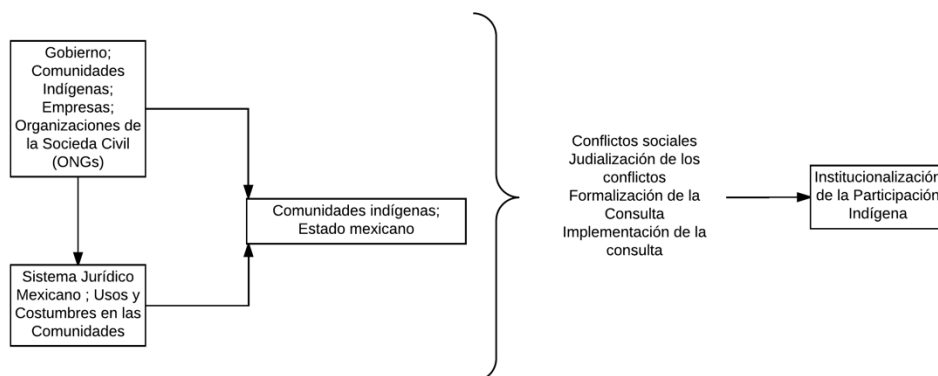 Gobierno;
Comunidades
Indígenas;
Empresas;
Organizaciones de
la Socieda Civil
(ONGs)
Sistema Jurídico
Mexicano ; Usos y
Costumbres en las
Comunidades
Comunidades indígenas;
Estado mexicano
Conflictos sociales
Judialización de los
conflictos
Formalización de la
Consulta
Implementación de la
consulta
Institucionalización
de la Participación
Indígena